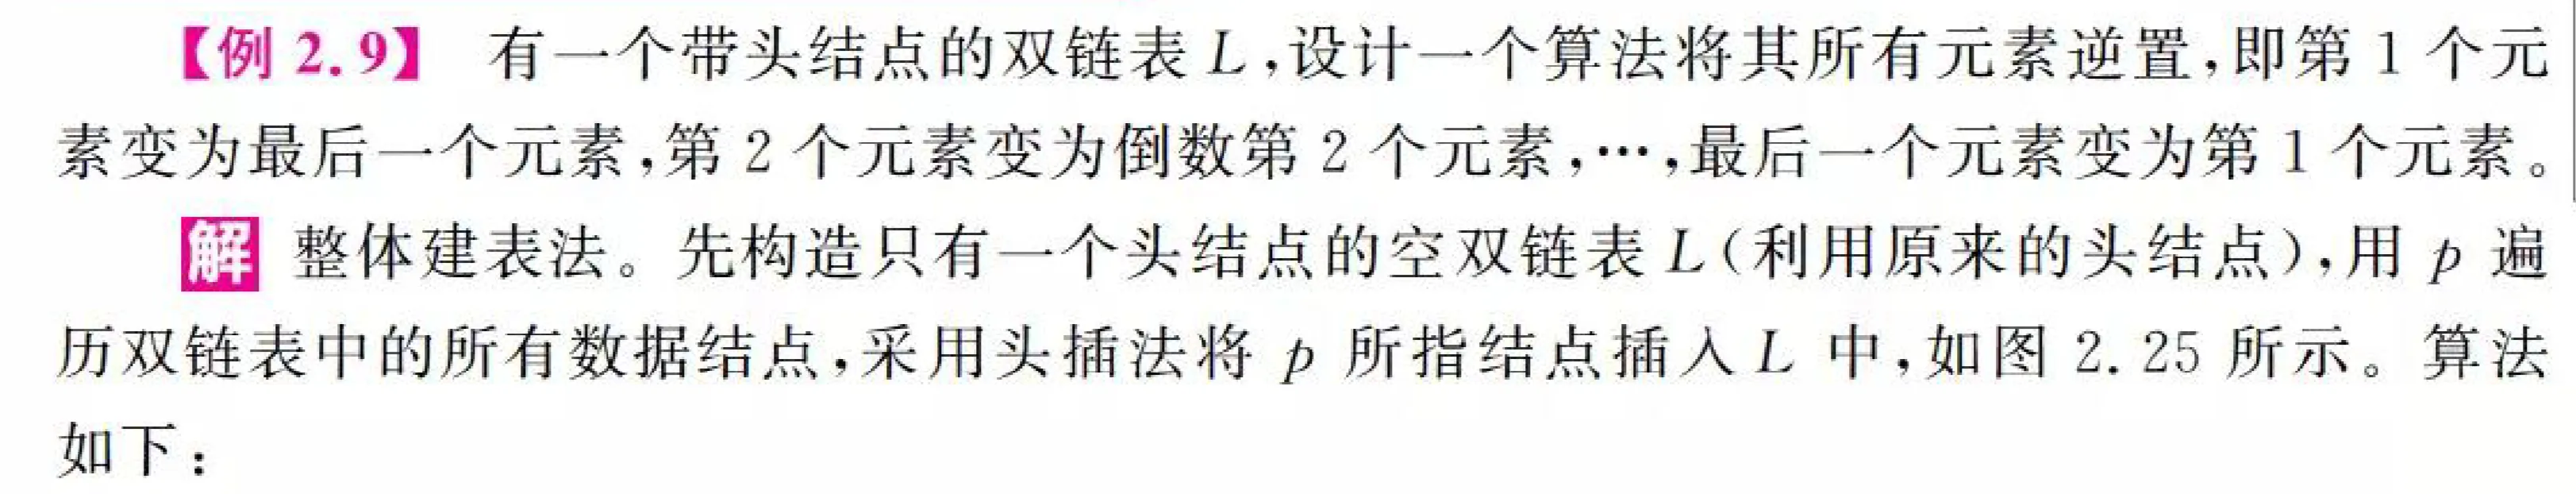 【例 2.9】 有一个带头结点的双链表 L,设计一个算法将其所有元素逆置,即第 1 个元
素变为最后一个元素,第 2 个元素变为倒数第 2 个元素,…,最后一个元素变为第 1 个元素。
解 整体建表法。先构造只有一个头结点的空双链表 L(利用原来的头结点),用 p 遍
历双链表中的所有数据结点,采用头插法将 p 所指结点插入 L 中,如图 2.25 所示。算法
如下: